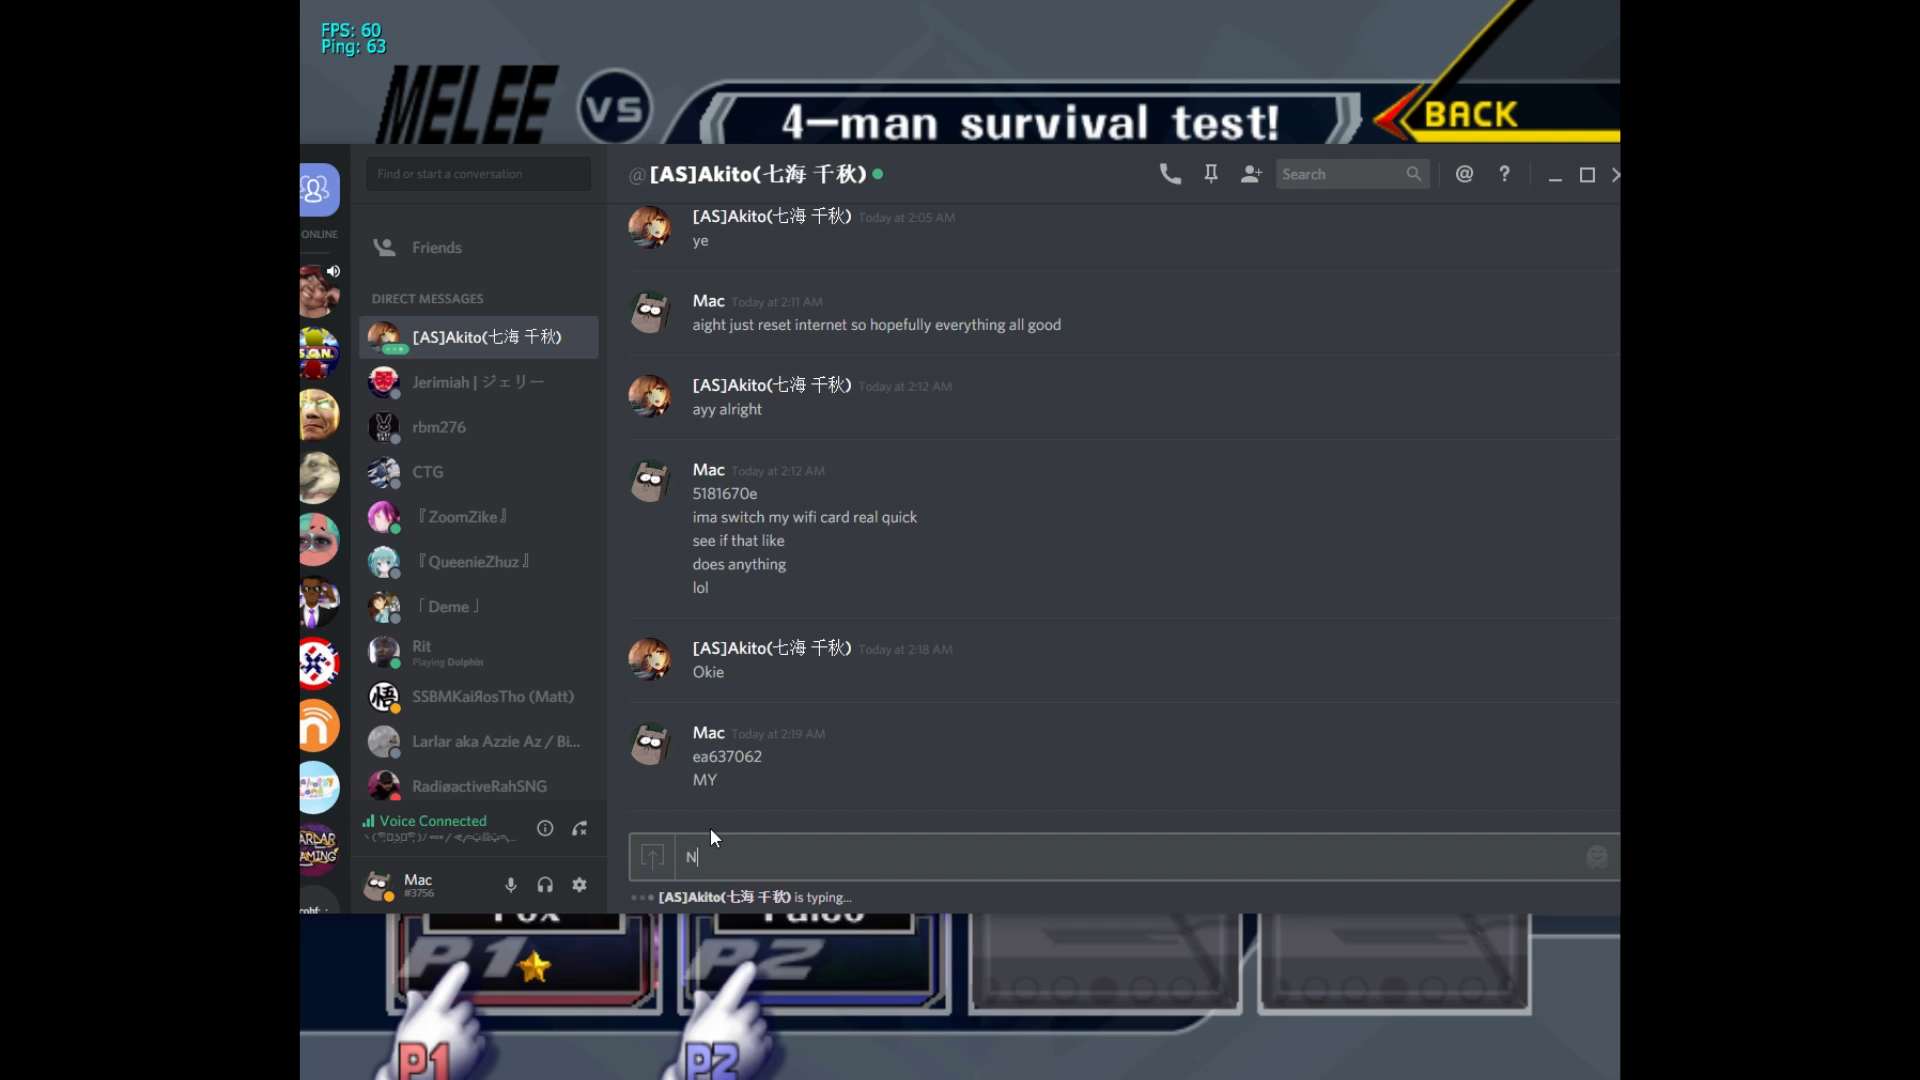 FPS: 60
Ping: 63
MELEE
VS
4-man survival test!
BACK
Find or start a conversation
@[AS]Akito(七海 千秋)
Search
@
?
ONLINE
Friends
DIRECT MESSAGES
[AS]Akito(七海 千秋)
Jerimiah | ジェリー
rbm276
CTG
『ZoomZike』
『QueenieZhuz』
「Deme」
Rit
Playing Dolphin
SSBMKaiЯosTho (Matt)
Larlar aka Azzie Az / Bi...
RadiøactiveRahSNG
Voice Connected
Mac
#3756
[AS]Akito(七海 千秋) Today at 2:05 AM
ye
Mac Today at 2:11 AM
aight just reset internet so hopefully everything all good
[AS]Akito(七海 千秋) Today at 2:12 AM
ayy alright
Mac Today at 2:12 AM
5181670e
ima switch my wifi card real quick
see if that like
does anything
lol
[AS]Akito(七海 千秋) Today at 2:18 AM
Okie
Mac Today at 2:19 AM
ea637062
MY
N
[AS]Akito(七海 千秋) is typing...
Fox
Falco
P1
P2
P1
P2